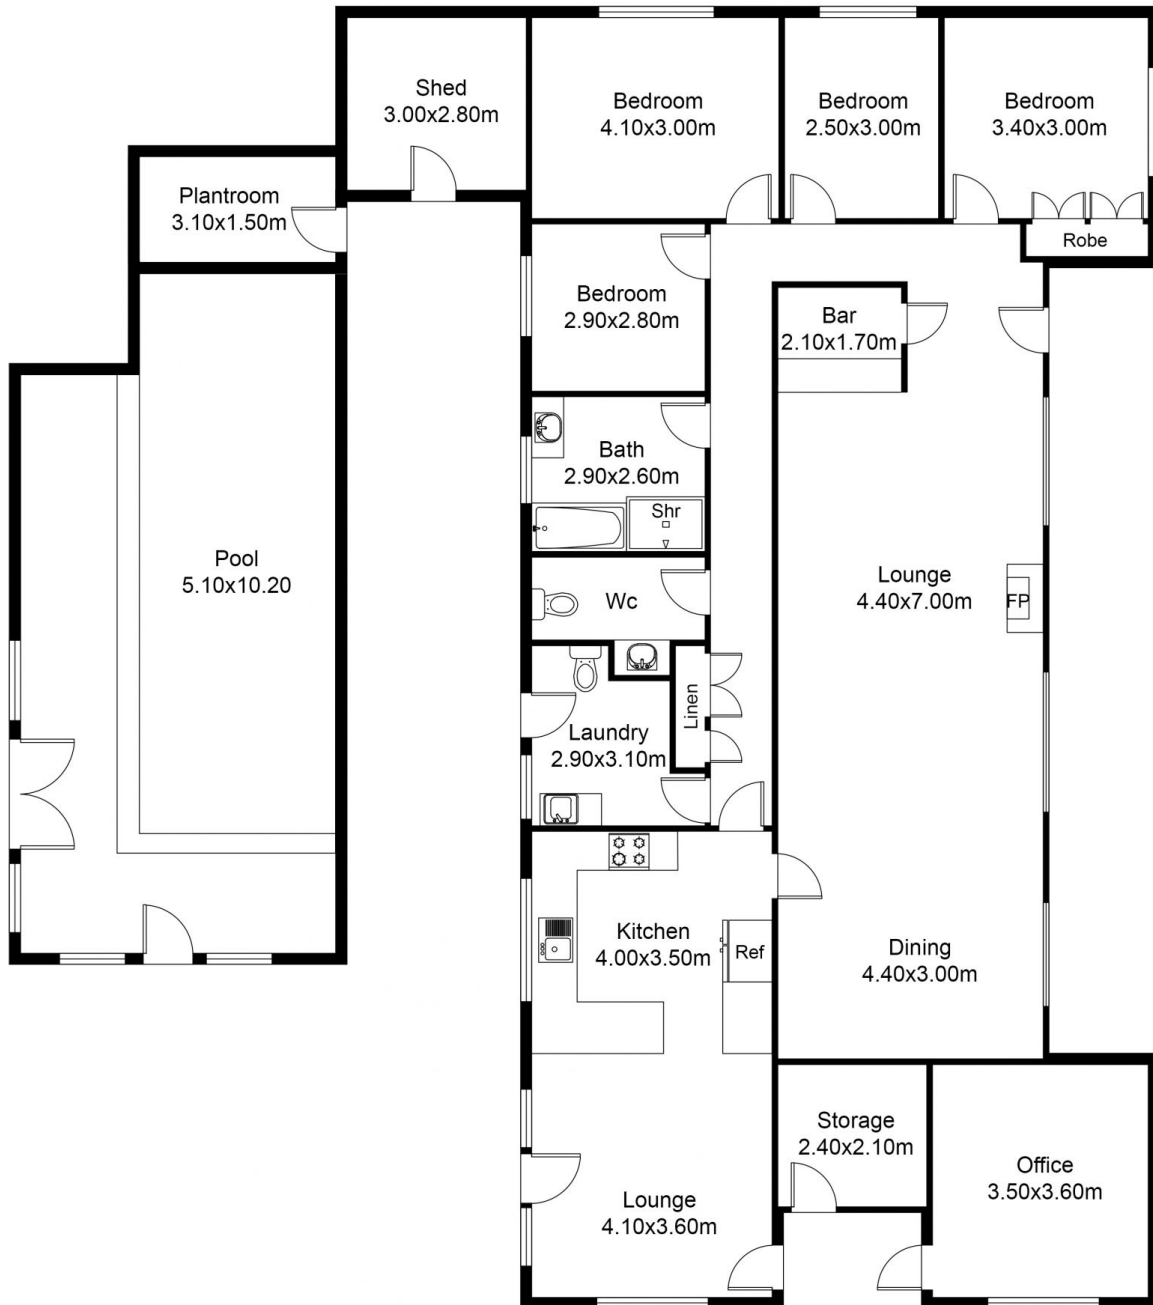 Shed
3.00x2.80m
Bedroom
4.10x3.00m
Bedroom
2.50x3.00m
Bedroom
3.40x3.00m
Plantroom
3.10x1.50m
Robe
Bedroom
2.90x2.80m
Bar
2.10x1.70m
Bath
2.90x2.60m
Shr
Pool
5.10x10.20
Wc
Lounge
4.40x7.00m
FP
Linen
Laundry
2.90x3.10m
Kitchen
4.00x3.50m
Ref
Dining
4.40x3.00m
Storage
2.40x2.10m
Office
3.50x3.60m
Lounge
4.10x3.60m